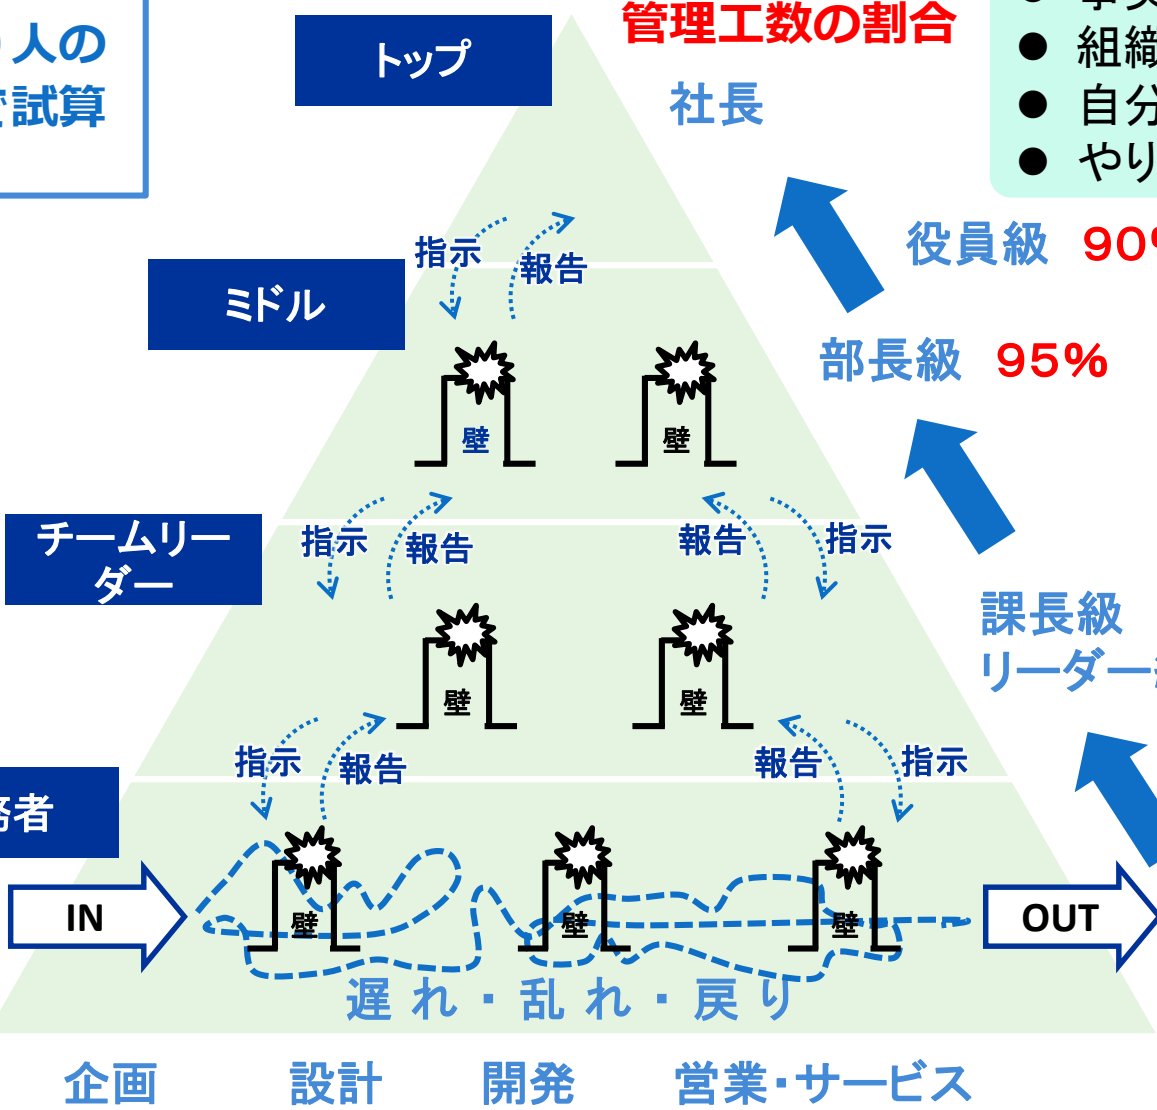 人の
試算
トップ
管理工数の割合
社長
組織
自分
やり
指示
報告
役員級 90%
ミドル
部長級 95%
壁
壁
チームリー
ダー
指示
報告
報告
指示
課長級
リーダー
壁
壁
指示
報告
報告
指示
務者
IN
壁
壁
壁
OUT
遅れ・乱れ・戻り
企画
設計
開発
営業・サービス